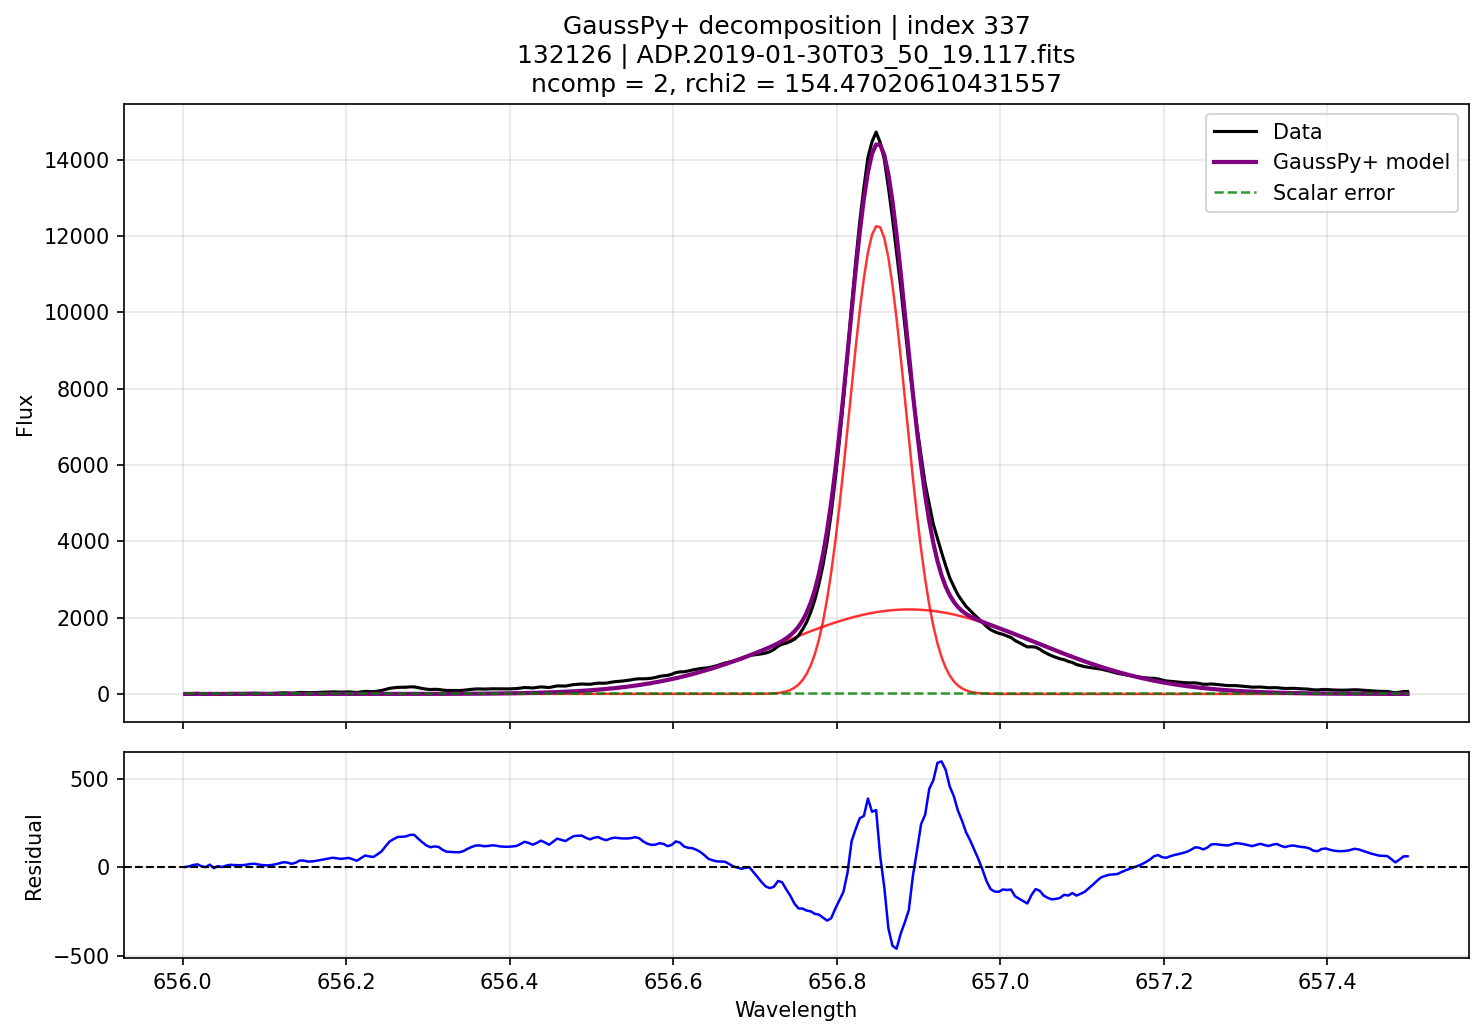 GaussPy+ decomposition | index 337
132126 | ADP.2019-01-30T03_50_19.117.fits
ncomp = 2, rchi2 = 154.47020610431557
Data
GaussPy+ model
Scalar error
14000
12000
10000
8000
6000
4000
2000
0
Flux
500
0
−500
Residual
656.0
656.2
656.4
656.6
656.8
657.0
657.2
657.4
Wavelength